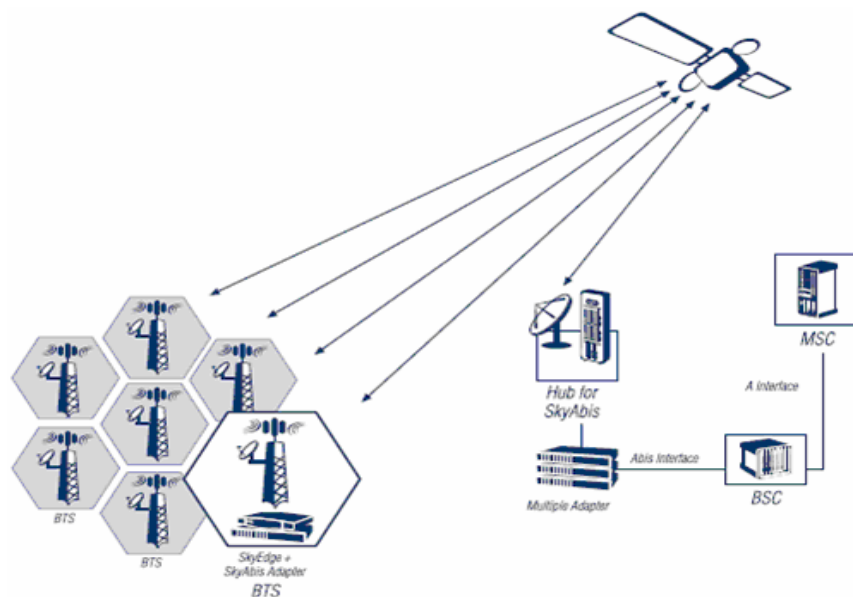 MSC
A Interface
Hub for
SkyAbis
Abis Interface
Multiple Adapter
BSC
BTS
BTS
SkyEdge +
SkyAbis Adapter
BTS